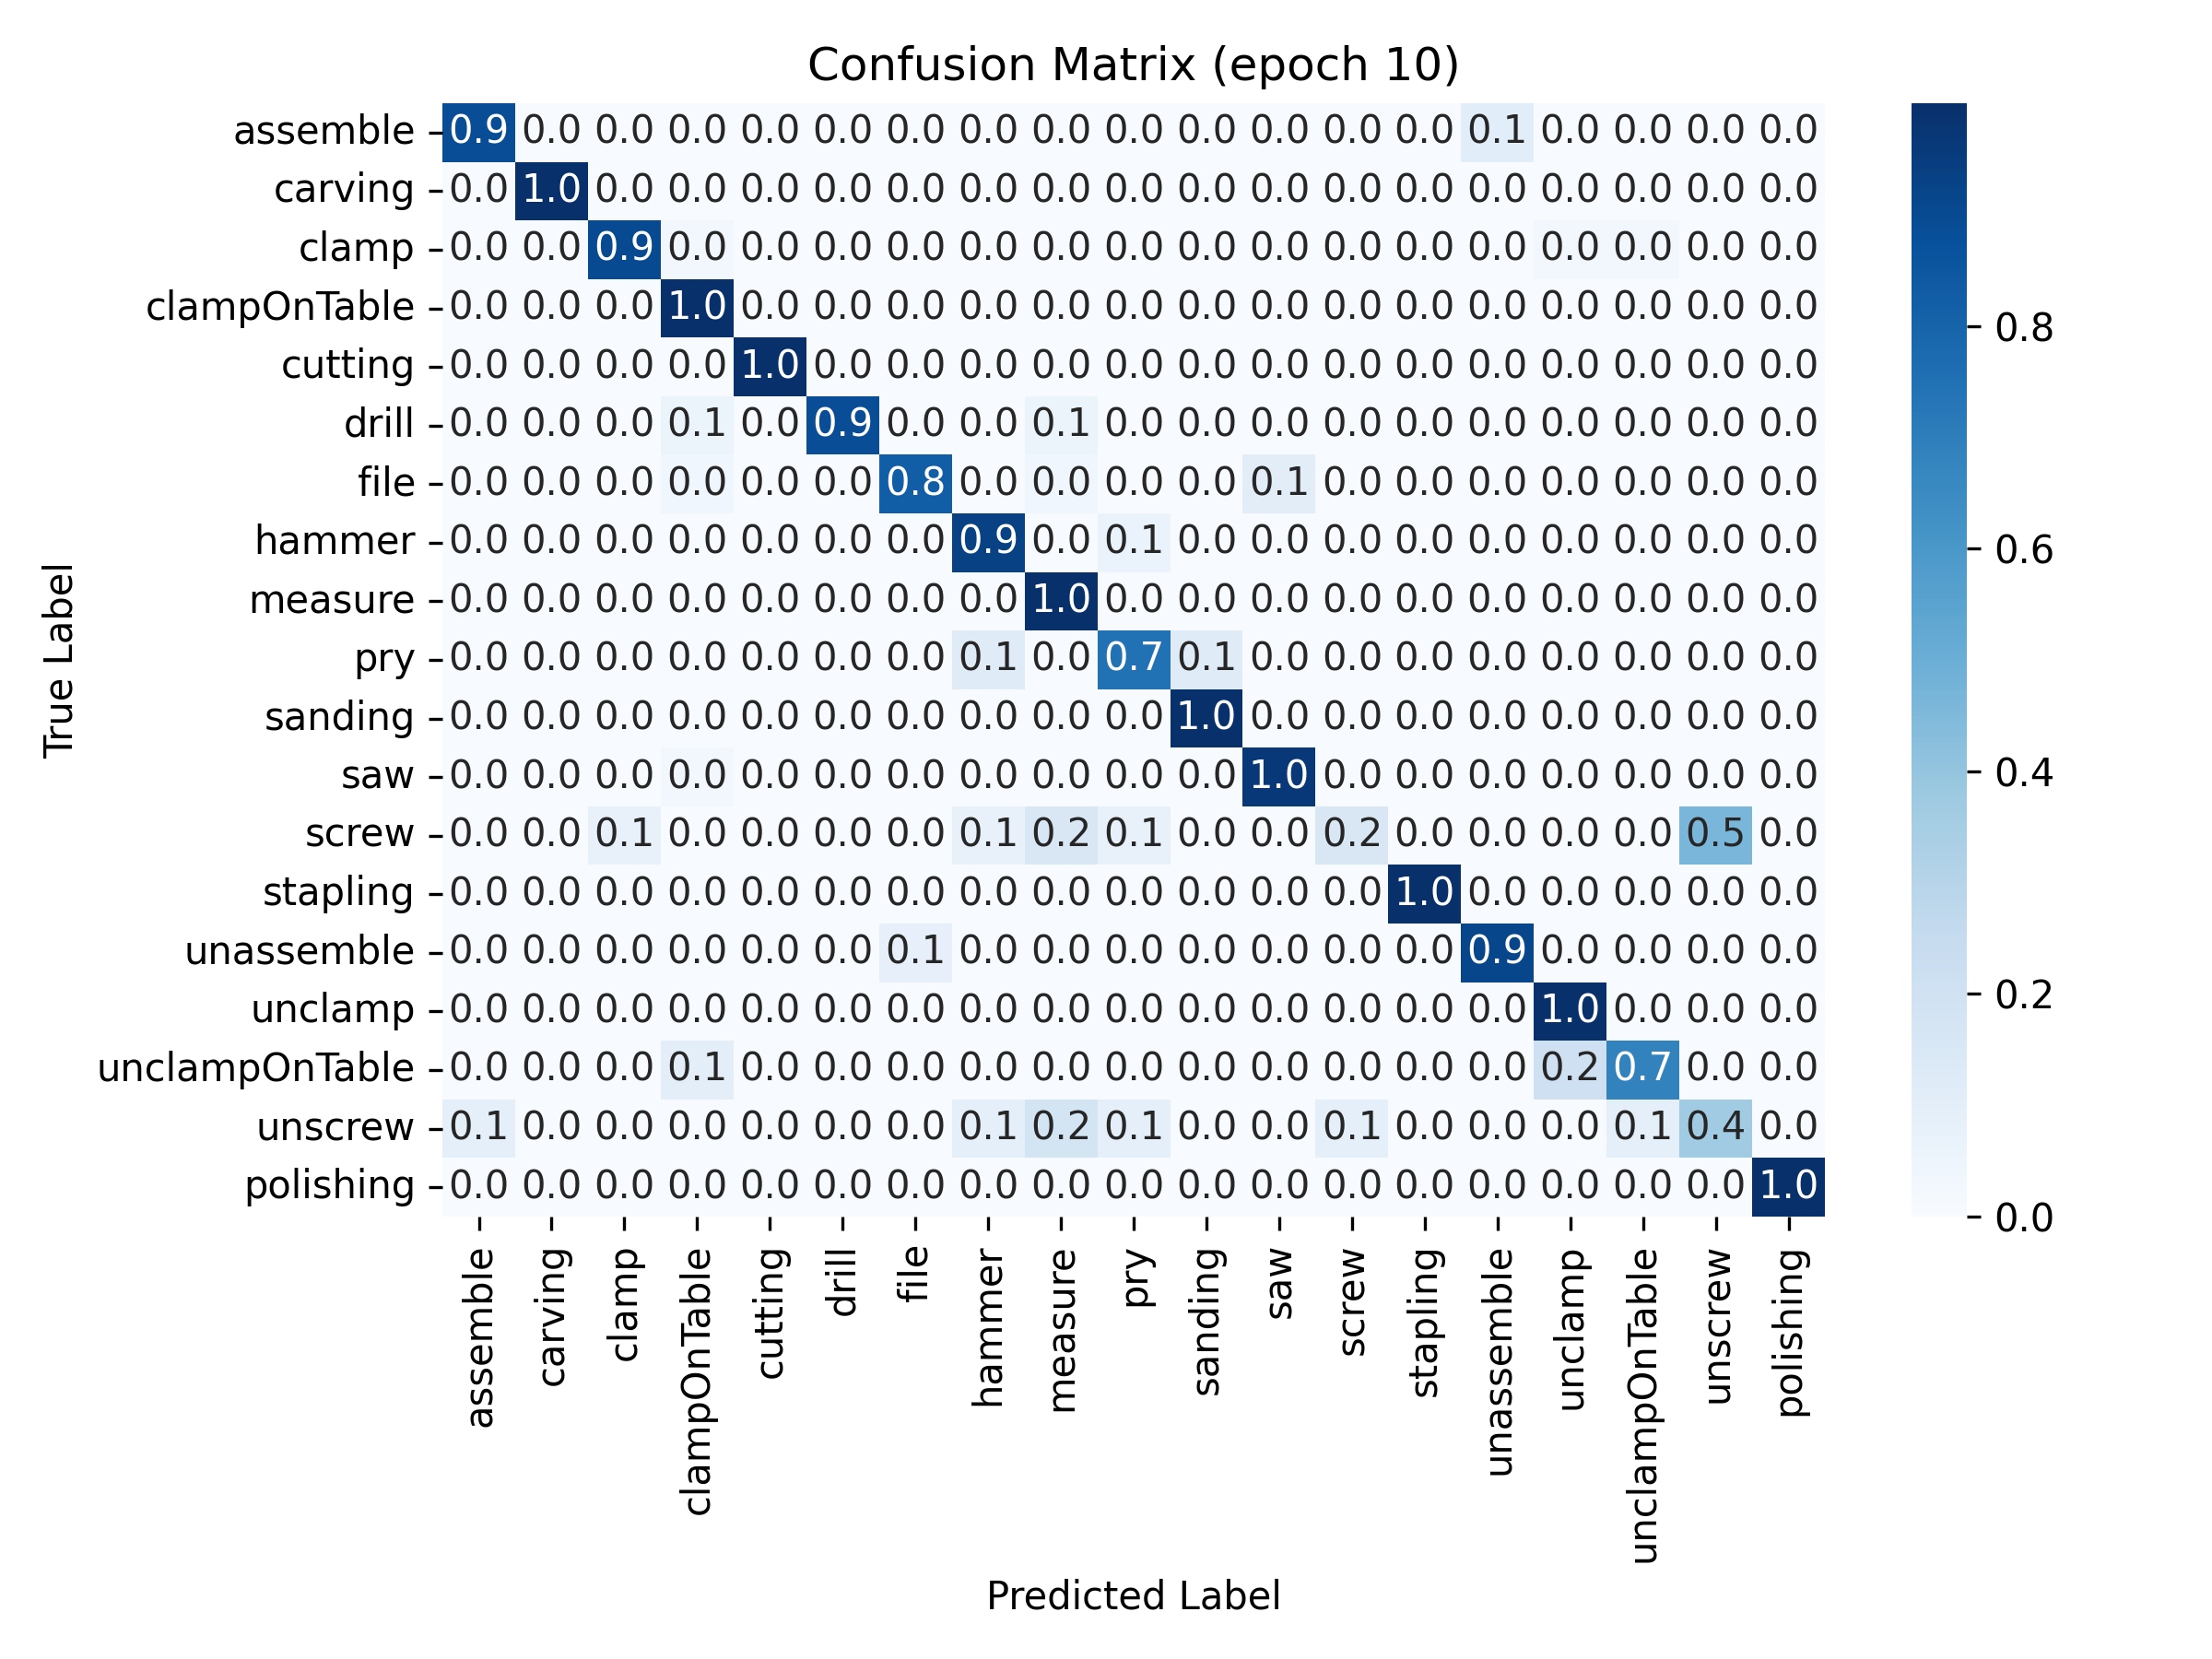 Confusion Matrix (epoch 10)
assemble 0.9 0.0 0.0 0.0 0.0 0.0 0.0 0.0 0.0 0.0 0.0 0.0 0.0 0.0 0.1 0.0 0.0 0.0 0.0
carving 0.0 1.0 0.0 0.0 0.0 0.0 0.0 0.0 0.0 0.0 0.0 0.0 0.0 0.0 0.0 0.0 0.0 0.0 0.0
clamp 0.0 0.0 0.9 0.0 0.0 0.0 0.0 0.0 0.0 0.0 0.0 0.0 0.0 0.0 0.0 0.0 0.0 0.0 0.0
clampOnTable 0.0 0.0 0.0 1.0 0.0 0.0 0.0 0.0 0.0 0.0 0.0 0.0 0.0 0.0 0.0 0.0 0.0 0.0 0.0
cutting 0.0 0.0 0.0 0.0 1.0 0.0 0.0 0.0 0.0 0.0 0.0 0.0 0.0 0.0 0.0 0.0 0.0 0.0 0.0
drill 0.0 0.0 0.0 0.1 0.0 0.9 0.0 0.0 0.1 0.0 0.0 0.0 0.0 0.0 0.0 0.0 0.0 0.0 0.0
file 0.0 0.0 0.0 0.0 0.0 0.0 0.8 0.0 0.0 0.0 0.0 0.1 0.0 0.0 0.0 0.0 0.0 0.0 0.0
hammer 0.0 0.0 0.0 0.0 0.0 0.0 0.0 0.9 0.0 0.1 0.0 0.0 0.0 0.0 0.0 0.0 0.0 0.0 0.0
measure 0.0 0.0 0.0 0.0 0.0 0.0 0.0 0.0 1.0 0.0 0.0 0.0 0.0 0.0 0.0 0.0 0.0 0.0 0.0
pry 0.0 0.0 0.0 0.0 0.0 0.0 0.0 0.1 0.0 0.7 0.1 0.0 0.0 0.0 0.0 0.0 0.0 0.0 0.0
sanding 0.0 0.0 0.0 0.0 0.0 0.0 0.0 0.0 0.0 0.0 1.0 0.0 0.0 0.0 0.0 0.0 0.0 0.0 0.0
saw 0.0 0.0 0.0 0.0 0.0 0.0 0.0 0.0 0.0 0.0 0.0 1.0 0.0 0.0 0.0 0.0 0.0 0.0 0.0
screw 0.0 0.0 0.1 0.0 0.0 0.0 0.0 0.1 0.2 0.1 0.0 0.0 0.2 0.0 0.0 0.0 0.0 0.5 0.0
stapling 0.0 0.0 0.0 0.0 0.0 0.0 0.0 0.0 0.0 0.0 0.0 0.0 0.0 1.0 0.0 0.0 0.0 0.0 0.0
unassemble 0.0 0.0 0.0 0.0 0.0 0.0 0.1 0.0 0.0 0.0 0.0 0.0 0.0 0.0 0.9 0.0 0.0 0.0 0.0
unclamp 0.0 0.0 0.0 0.0 0.0 0.0 0.0 0.0 0.0 0.0 0.0 0.0 0.0 0.0 0.0 1.0 0.0 0.0 0.0
unclampOnTable 0.0 0.0 0.0 0.1 0.0 0.0 0.0 0.0 0.0 0.0 0.0 0.0 0.0 0.0 0.0 0.2 0.7 0.0 0.0
unscrew 0.1 0.0 0.0 0.0 0.0 0.0 0.0 0.1 0.2 0.1 0.0 0.0 0.1 0.0 0.0 0.0 0.1 0.4 0.0
polishing 0.0 0.0 0.0 0.0 0.0 0.0 0.0 0.0 0.0 0.0 0.0 0.0 0.0 0.0 0.0 0.0 0.0 0.0 1.0
True Label
assemble
carving
clamp
clampOnTable
cutting
drill
file
hammer
measure
pry
sanding
saw
screw
stapling
unassemble
unclamp
unclampOnTable
unscrew
polishing
Predicted Label
0.8
0.6
0.4
0.2
0.0